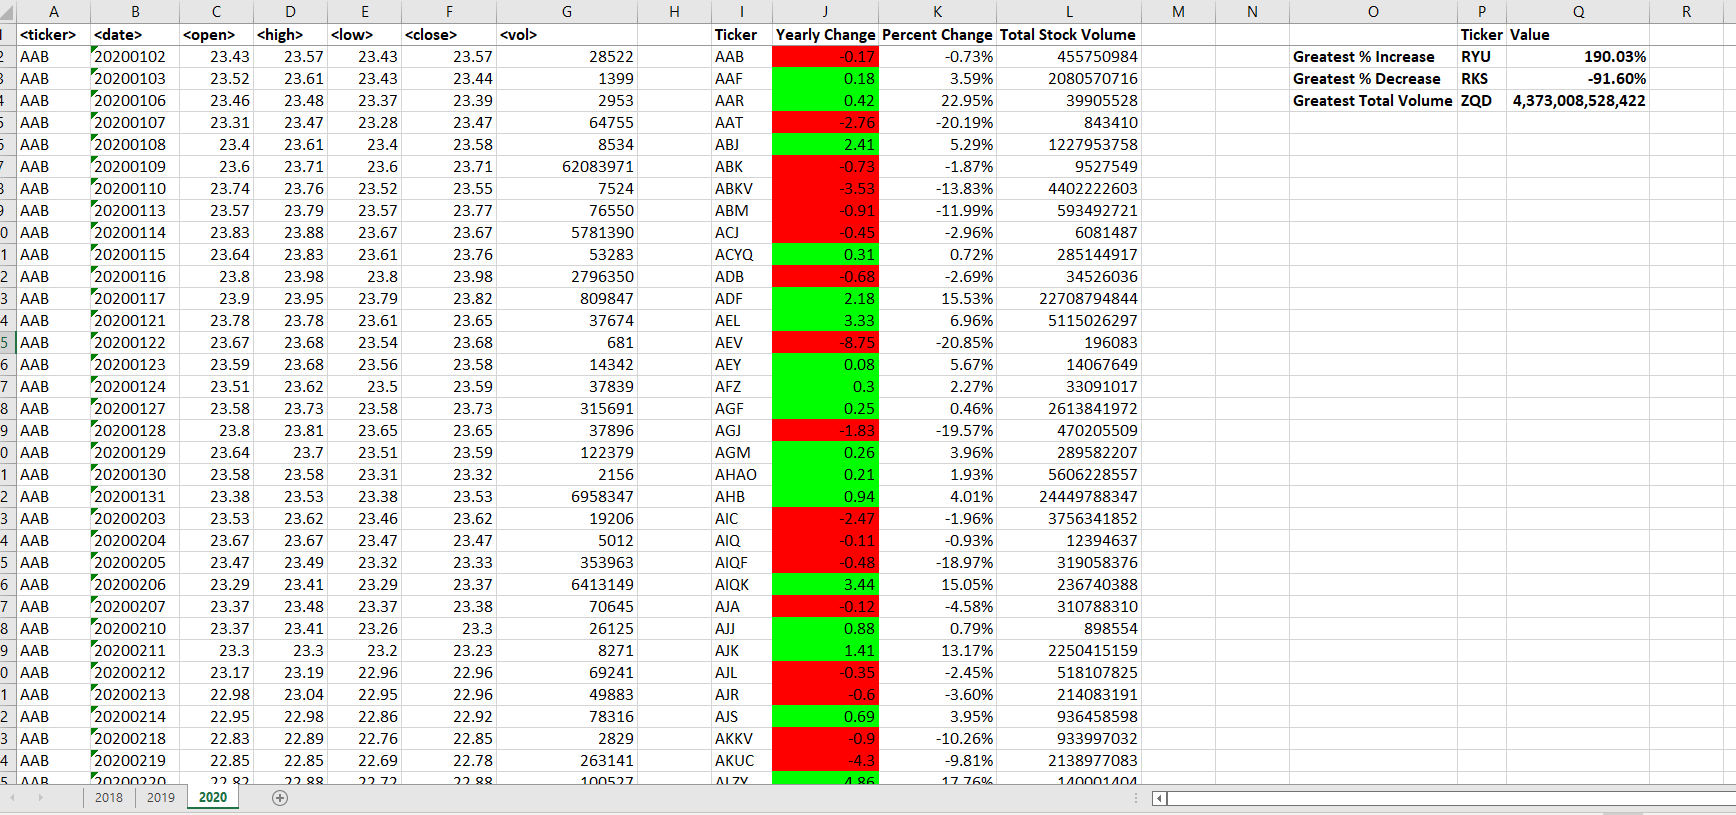 A B C D E F G H I J K L M N O P Q R
<ticker> <date> <open> <high> <low> <close> <vol> Ticker Yearly Change Percent Change Total Stock Volume Ticker Value
2 AAB 20200102 23.43 23.57 23.43 23.57 28522 AAB -0.17 -0.73% 455750984 Greatest % Increase RYU 190.03%
3 AAB 20200103 23.52 23.61 23.43 23.44 1399 AAF 0.18 3.59% 2080570716 Greatest % Decrease RKS -91.60%
4 AAB 20200106 23.46 23.48 23.37 23.39 2953 AAR 0.42 22.95% 39905528 Greatest Total Volume ZQD 4,373,008,528,422
5 AAB 20200107 23.31 23.47 23.28 23.47 64755 AAT -2.76 -20.19% 843410
6 AAB 20200108 23.4 23.61 23.4 23.58 8534 ABJ 2.41 5.29% 1227953758
7 AAB 20200109 23.6 23.71 23.6 23.71 62083971 ABK -0.73 -1.87% 9527549
8 AAB 20200110 23.74 23.76 23.52 23.55 7524 ABKV -3.53 -13.83% 4402222603
9 AAB 20200113 23.57 23.79 23.57 23.77 76550 ABM -0.91 -11.99% 593492721
0 AAB 20200114 23.83 23.88 23.67 23.67 5781390 ACJ -0.45 -2.96% 6081487
1 AAB 20200115 23.64 23.83 23.61 23.76 53283 ACYQ 0.31 0.72% 285144917
2 AAB 20200116 23.8 23.98 23.8 23.98 2796350 ADB -0.68 -2.69% 34526036
3 AAB 20200117 23.9 23.95 23.79 23.82 809847 ADF 2.18 15.53% 22708794844
4 AAB 20200121 23.78 23.78 23.61 23.65 37674 AEL 3.33 6.96% 5115026297
5 AAB 20200122 23.67 23.68 23.54 23.68 681 AEV -8.75 -20.85% 196083
6 AAB 20200123 23.59 23.68 23.56 23.58 14342 AEY 0.08 5.67% 14067649
7 AAB 20200124 23.51 23.62 23.5 23.59 37839 AFZ 0.3 2.27% 33091017
8 AAB 20200127 23.58 23.73 23.58 23.73 315691 AGF 0.25 0.46% 2613841972
9 AAB 20200128 23.8 23.81 23.65 23.65 37896 AGJ -1.83 -19.57% 470205509
0 AAB 20200129 23.64 23.7 23.51 23.59 122379 AGM 0.26 3.96% 289582207
1 AAB 20200130 23.58 23.58 23.31 23.32 2156 AHAO 0.21 1.93% 5606228557
2 AAB 20200131 23.38 23.53 23.38 23.53 6958347 AHB 0.94 4.01% 24449788347
3 AAB 20200203 23.53 23.62 23.46 23.62 19206 AIC -2.47 -1.96% 3756341852
4 AAB 20200204 23.67 23.67 23.47 23.47 5012 AIQ -0.11 -0.93% 12394637
5 AAB 20200205 23.47 23.49 23.32 23.33 353963 AIQF -0.48 -18.97% 319058376
6 AAB 20200206 23.29 23.41 23.29 23.37 6413149 AIQK 3.44 15.05% 236740388
7 AAB 20200207 23.37 23.48 23.37 23.38 70645 AJA -0.12 -4.58% 310788310
8 AAB 20200210 23.37 23.41 23.26 23.3 26125 AJJ 0.88 0.79% 898554
9 AAB 20200211 23.3 23.3 23.2 23.23 8271 AJK 1.41 13.17% 2250415159
0 AAB 20200212 23.17 23.19 22.96 22.96 69241 AJL -0.35 -2.45% 518107825
1 AAB 20200213 22.98 23.04 22.95 22.96 49883 AJR -0.6 -3.60% 214083191
2 AAB 20200214 22.95 22.98 22.86 22.92 78316 AJS 0.69 3.95% 936458598
3 AAB 20200218 22.83 22.89 22.76 22.85 2829 AKKV -0.9 -10.26% 933997032
4 AAB 20200219 22.85 22.85 22.69 22.78 263141 AKUC -4.3 -9.81% 2138977083
5 AAB 20200220 22.82 22.88 22.72 22.88 100527 ALZY 4.86 17.76% 140001404
2018 2019 2020